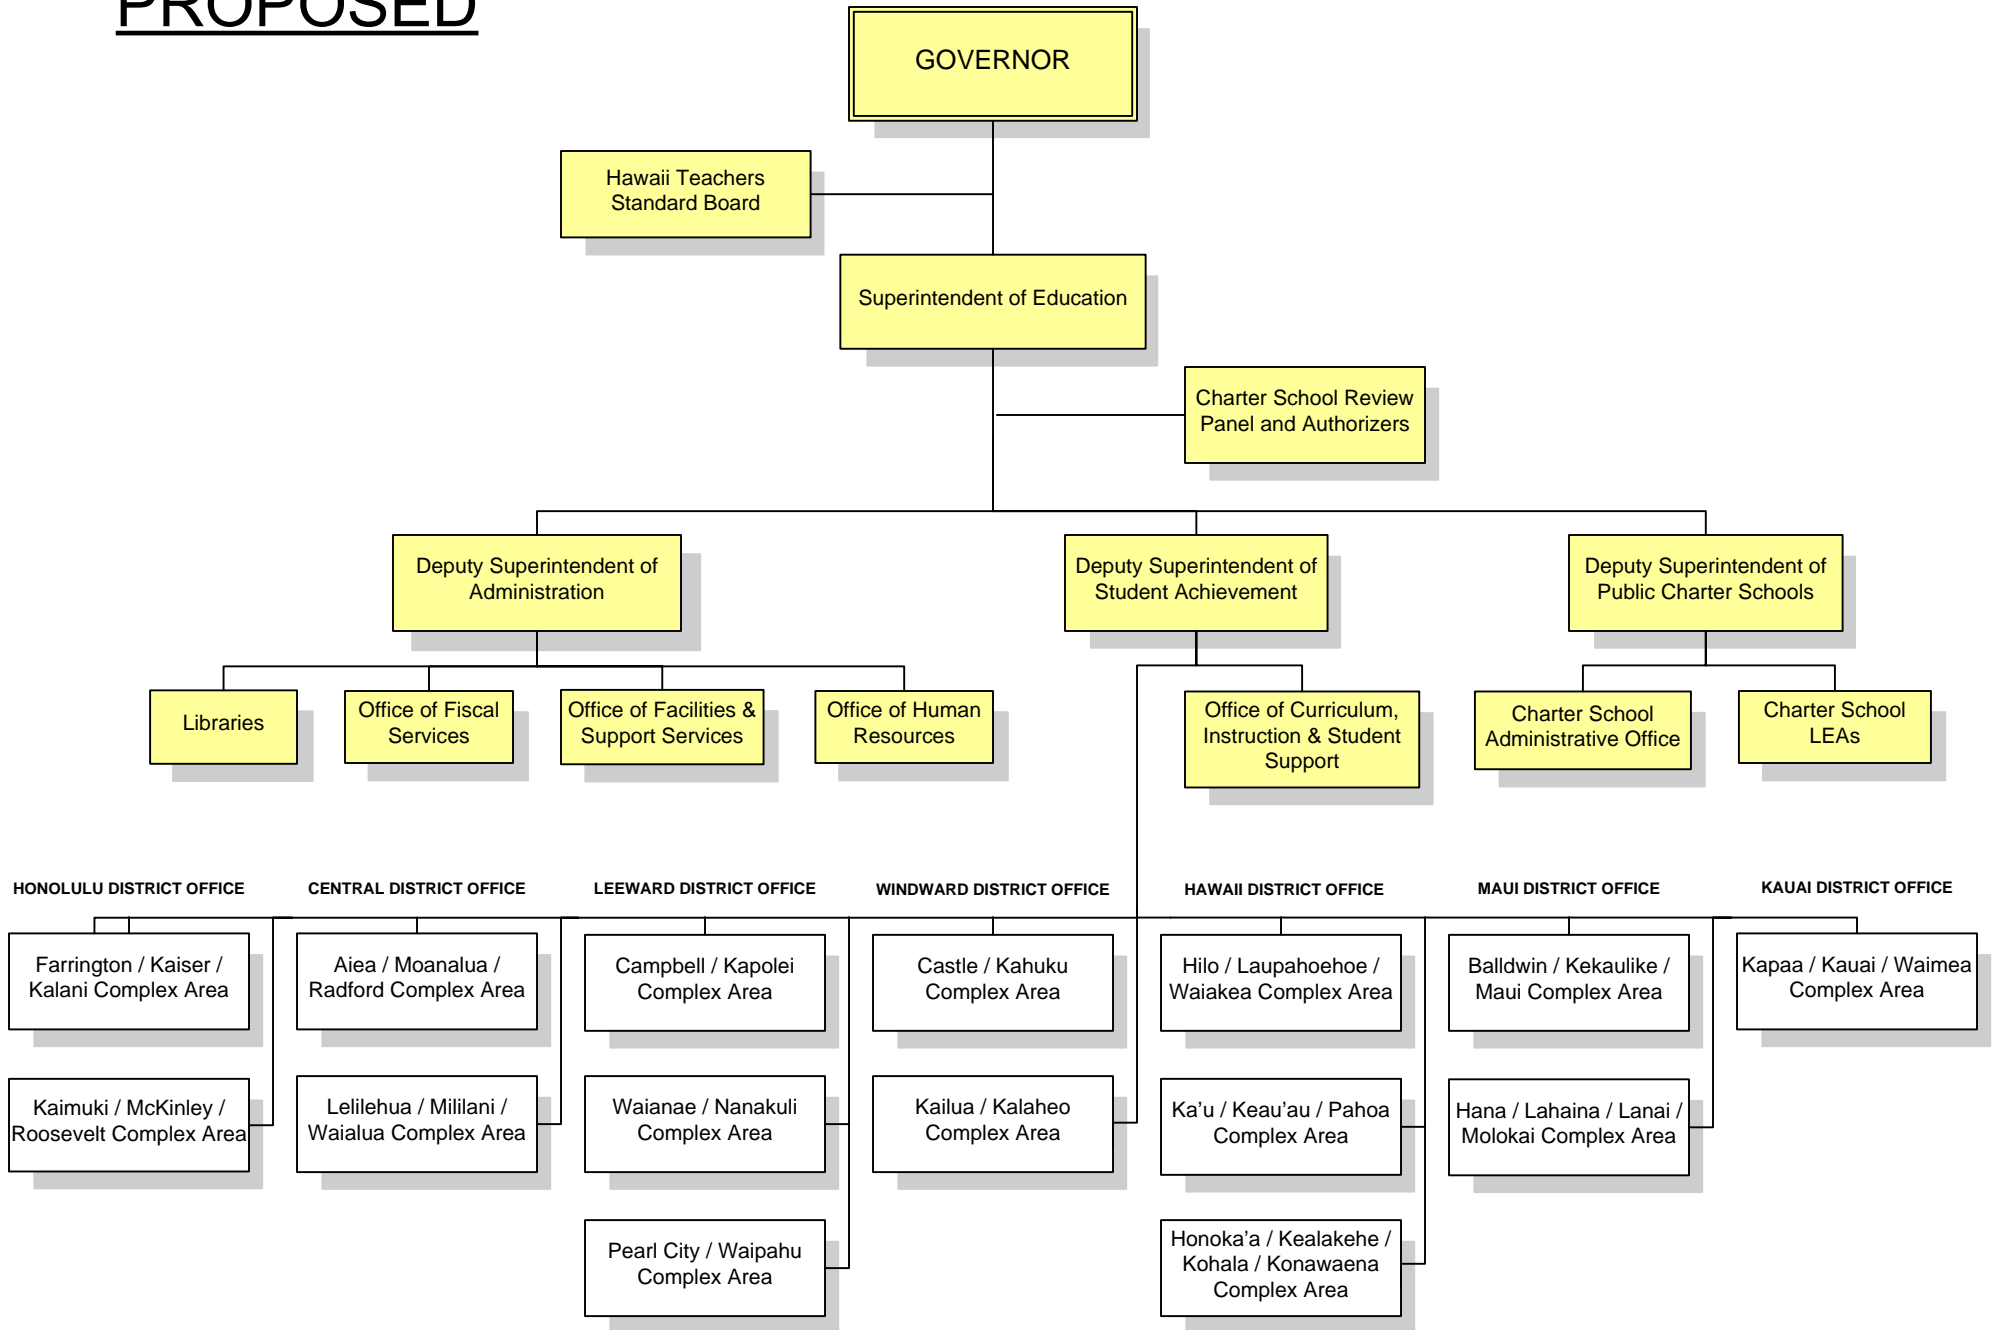 PROPOSED
GOVERNOR
Hawaii Teachers
Standard Board
Superintendent of Education
Charter School Review
Panel and Authorizers
Deputy Superintendent of
Administration
Deputy Superintendent of
Student Achievement
Deputy Superintendent of
Public Charter Schools
Libraries
Office of Fiscal
Services
Office of Facilities &
Support Services
Office of Human
Resources
Office of Curriculum,
Instruction & Student
Support
Charter School
Administrative Office
Charter School
LEAs
HONOLULU DISTRICT OFFICE
CENTRAL DISTRICT OFFICE
LEEWARD DISTRICT OFFICE
WINDWARD DISTRICT OFFICE
HAWAII DISTRICT OFFICE
MAUI DISTRICT OFFICE
KAUAI DISTRICT OFFICE
Farrington / Kaiser /
Kalani Complex Area
Aiea / Moanalua /
Radford Complex Area
Campbell / Kapolei
Complex Area
Castle / Kahuku
Complex Area
Hilo / Laupahoehoe /
Waiakea Complex Area
Balldwin / Kekaulike /
Maui Complex Area
Kapaa / Kauai / Waimea
Complex Area
Kaimuki / McKinley /
Roosevelt Complex Area
Lelilehua / Mililani /
Waialua Complex Area
Waianae / Nanakuli
Complex Area
Kailua / Kalaheo
Complex Area
Ka’u / Keau’au / Pahoa
Complex Area
Hana / Lahaina / Lanai /
Molokai Complex Area
Pearl City / Waipahu
Complex Area
Honoka’a / Kealakehe /
Kohala / Konawaena
Complex Area